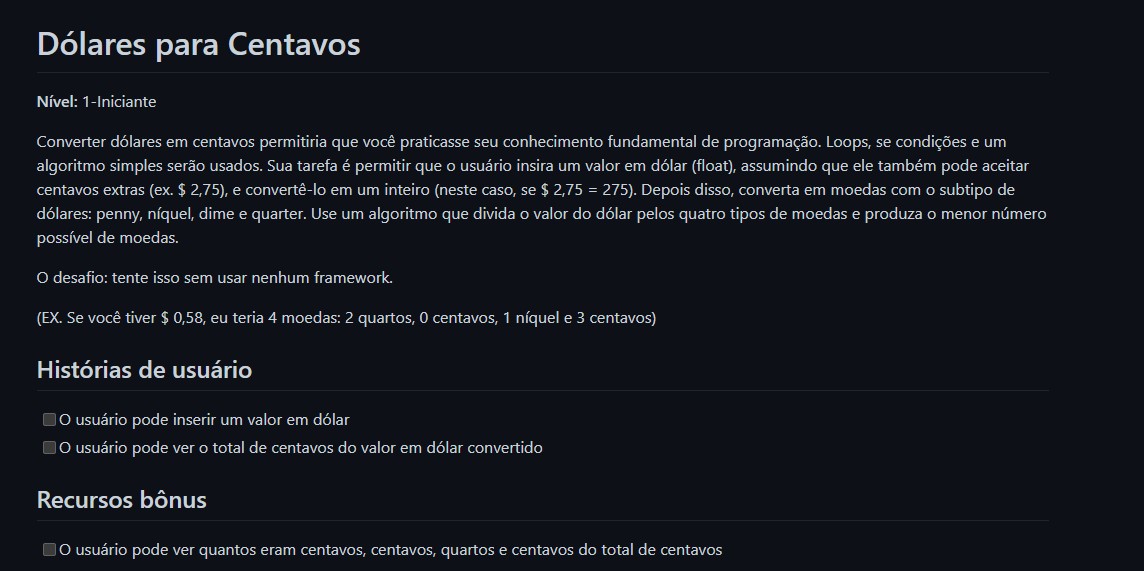 Dólares para Centavos
Nível: 1-Iniciante
Converter dólares em centavos permitiria que você praticasse seu conhecimento fundamental de programação. Loops, se condições e um
algoritmo simples serão usados. Sua tarefa é permitir que o usuário insira um valor em dólar (float), assumindo que ele também pode aceitar
centavos extras (ex. $ 2,75), e convertê-lo em um inteiro (neste caso, se $ 2,75 = 275). Depois disso, converta em moedas com o subtipo de
dólares: penny, níquel, dime e quarter. Use um algoritmo que divida o valor do dólar pelos quatro tipos de moedas e produza o menor número
possível de moedas.
O desafio: tente isso sem usar nenhum framework.
(EX. Se você tiver $ 0,58, eu teria 4 moedas: 2 quartos, 0 centavos, 1 níquel e 3 centavos)
Histórias de usuário
O usuário pode inserir um valor em dólar
O usuário pode ver o total de centavos do valor em dólar convertido
Recursos bônus
O usuário pode ver quantos eram centavos, centavos, quartos e centavos do total de centavos